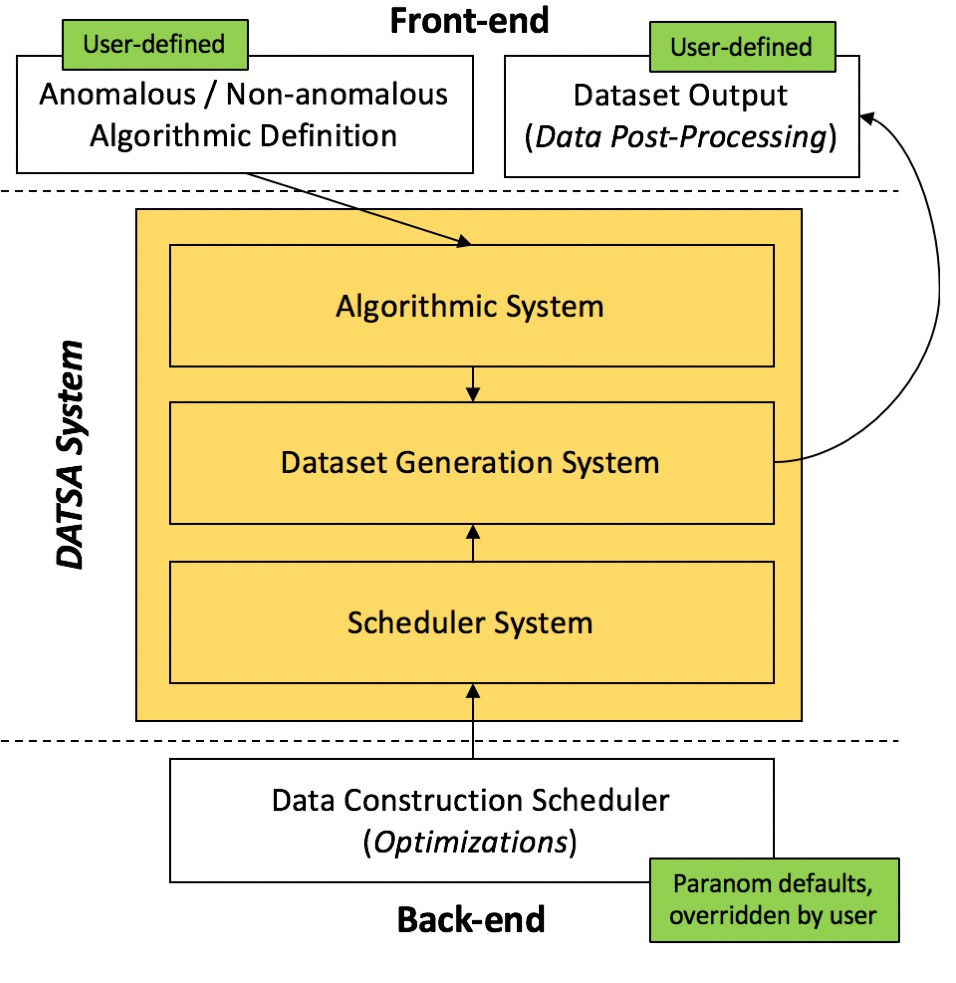 Front-end
User-defined
Anomalous / Non-anomalous
Algorithmic Definition
User-defined
Dataset Output
(Data Post-Processing)
DATSA System
Algorithmic System
Dataset Generation System
Scheduler System
Data Construction Scheduler
(Optimizations)
Paranom defaults,
overridden by user
Back-end